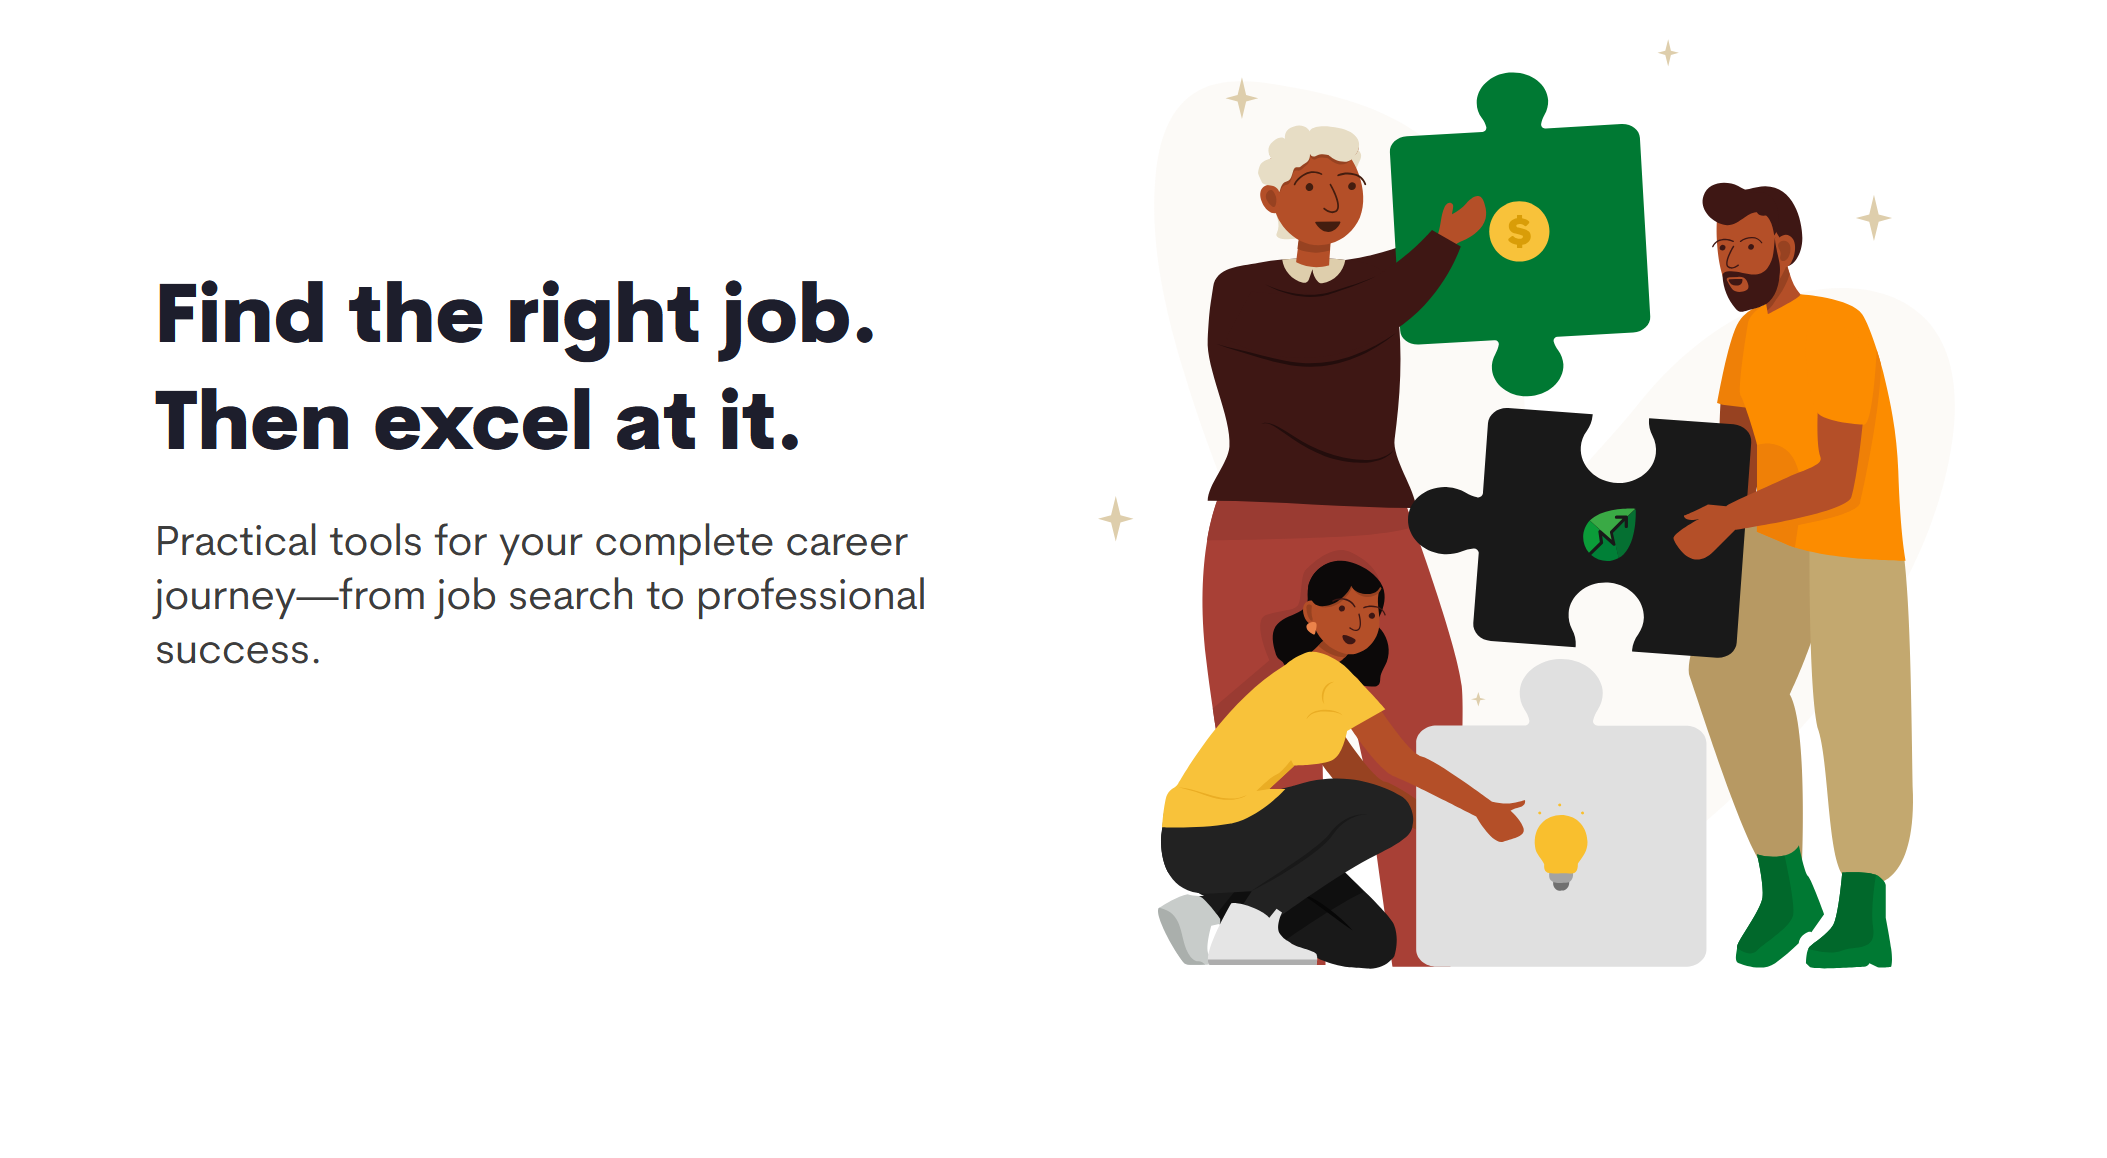 Find the right job.
Then excel at it.
Practical tools for your complete career
journey—from job search to professional
success.
$